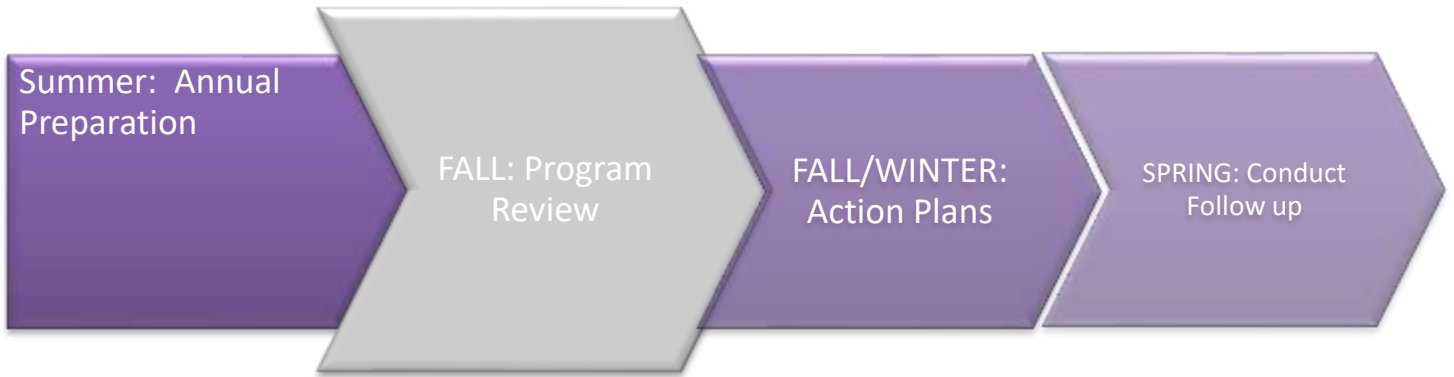 Summer: Annual
Preparation
FALL: Program
Review
FALL/WINTER:
Action Plans
SPRING: Conduct
Follow up